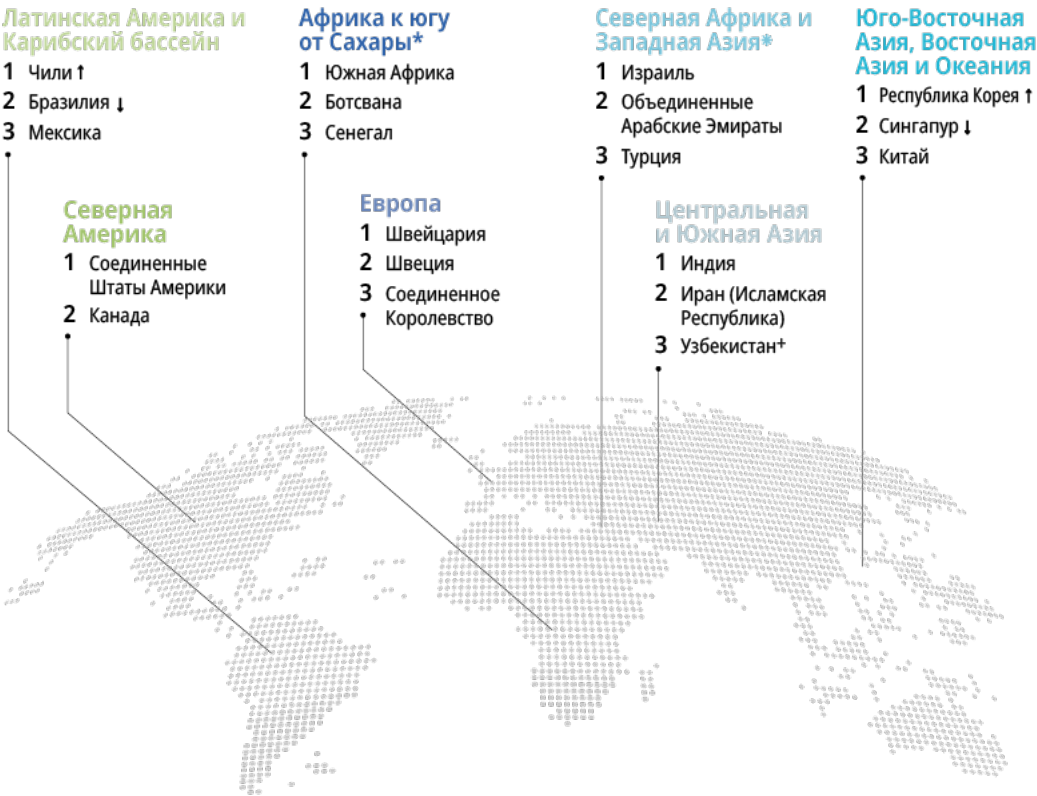 Латинская Америка и
Карибский бассейн
1 Чили ↑
2 Бразилия ↓
3 Мексика
Африка к югу
от Сахары*
1 Южная Африка
2 Ботсвана
3 Сенегал
Северная Африка и
Западная Азия*
1 Израиль
2 Объединенные
Арабские Эмираты
3 Турция
Юго-Восточная
Азия, Восточная
Азия и Океания
1 Республика Корея ↑
2 Сингапур ↓
3 Китай
Северная
Америка
1 Соединенные
Штаты Америки
2 Канада
Европа
1 Швейцария
2 Швеция
3 Соединенное
Королевство
Центральная
и Южная Азия
1 Индия
2 Иран (Исламская
Республика)
3 Узбекистан+